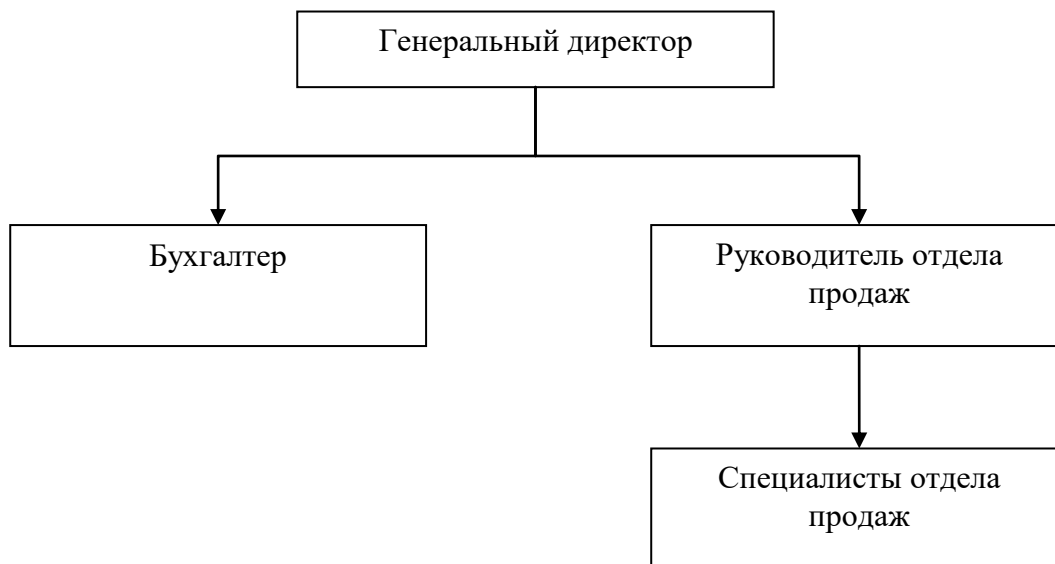 Генеральный директор
Бухгалтер
Руководитель отдела
продаж
Специалисты отдела
продаж